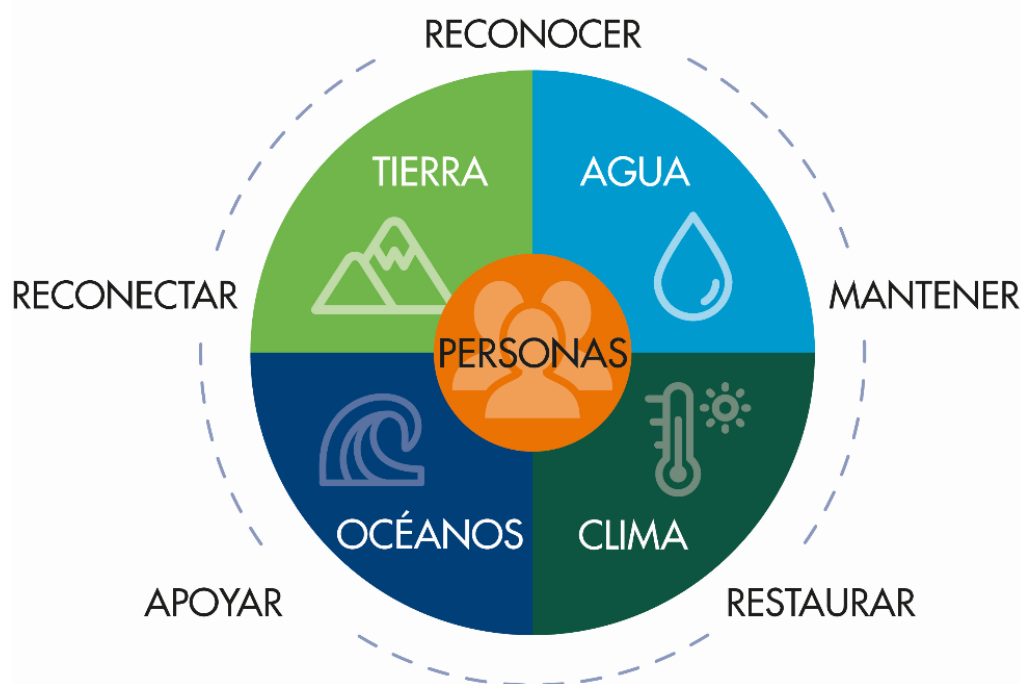 RECONOCER
TIERRA
AGUA
RECONECTAR
MANTENER
PERSONAS
OCÉANOS
CLIMA
APOYAR
RESTAURAR